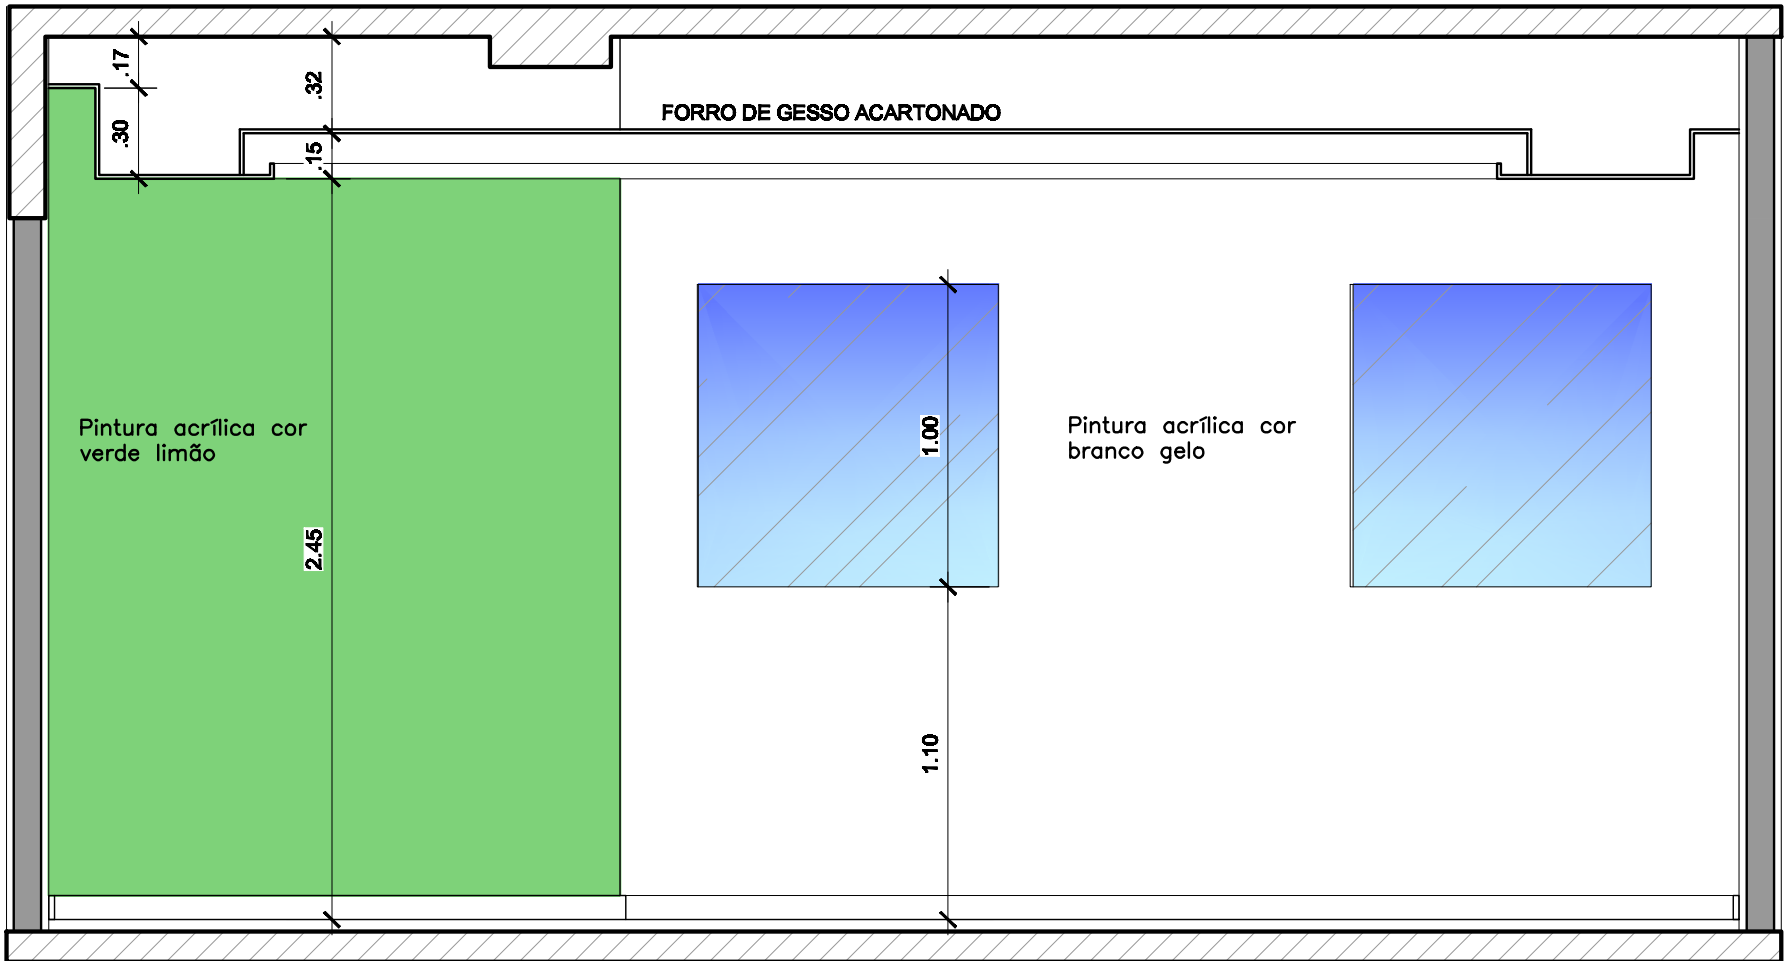 .17
.32
FORRO DE GESSO ACARTONADO
.30
.15
Pintura acrílica cor
verde limão
1.00
Pintura acrílica cor
branco gelo
2.45
1.10